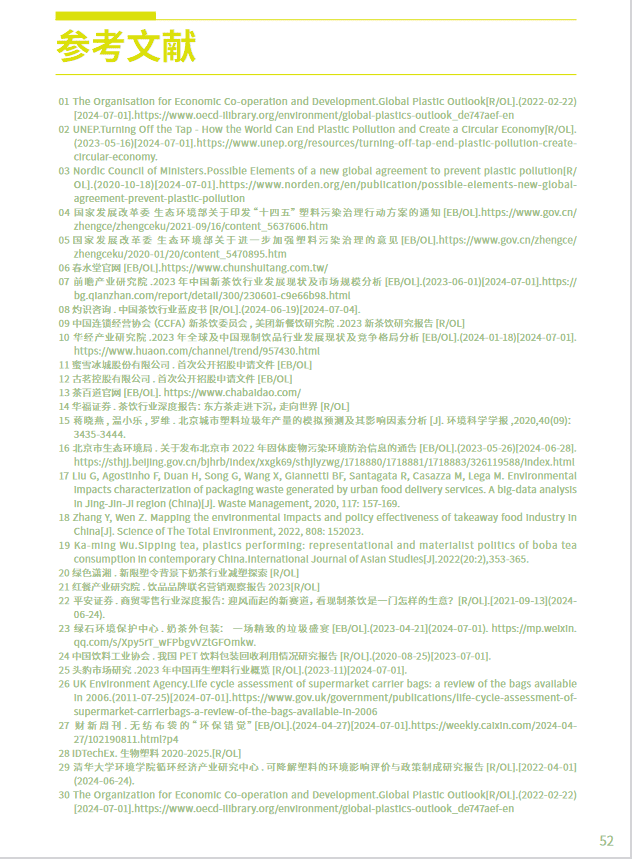 参考文献
01 The Organisation for Economic Co-operation and Development.Global Plastic Outlook[R/OL].(2022-02-22)
[2024-07-01].https://www.oecd-ilibrary.org/environment/global-plastics-outlook_de747aef-en
02 UNEP.Turning Off the Tap - How the World Can End Plastic Pollution and Create a Circular Economy[R/OL].
(2023-05-16)[2024-07-01].https://www.unep.org/resources/turning-off-tap-end-plastic-pollution-create-
circular-economy.
03 Nordic Council of Ministers.Possible Elements of a new global agreement to prevent plastic pollution[R/
OL].(2020-10-18)[2024-07-01].https://www.norden.org/en/publication/possible-elements-new-global-
agreement-prevent-plastic-pollution
04 国家发展改革委 生态环境部关于印发“十四五”塑料污染治理行动方案的通知 [EB/OL].https://www.gov.cn/
zhengce/zhengceku/2021-09/16/content_5637606.htm
05 国家发展改革委 生态环境部关于进一步加强塑料污染治理的意见 [EB/OL].https://www.gov.cn/zhengce/
zhengceku/2020-01/20/content_5470895.htm
06 春水堂官网 [EB/OL].https://www.chunshuitang.com.tw/
07 前瞻产业研究院 .2023 年中国新茶饮行业发展现状及市场规模分析 [EB/OL].(2023-06-01)[2024-07-01].https://
bg.qianzhan.com/report/detail/300/230601-c9e66b98.html
08 灼识咨询 . 中国茶饮行业蓝皮书 [R/OL].(2024-06-19)[2024-07-04].
09 中国连锁经营协会 (CCFA) 新茶饮委员会 , 美团新餐饮研究院 .2023 新茶饮研究报告 [R/OL]
10 华经产业研究院 .2023 年全球及中国现制饮品行业发展现状及竞争格局分析 [EB/OL].(2024-01-18)[2024-07-01].
https://www.huaon.com/channel/trend/957430.html
11 蜜雪冰城股份有限公司 . 首次公开招股申请文件 [EB/OL]
12 古茗控股有限公司 . 首次公开招股申请文件 [EB/OL]
13 茶百道官网 [EB/OL]. https://www.chabaidao.com/
14 华福证券 . 茶饮行业深度报告：东方茶走进下沉，走向世界 [R/OL]
15 蒋晓燕 , 温小乐 , 罗维 . 北京城市塑料垃圾年产量的模拟预测及其影响因素分析 [J]. 环境科学学报 ,2020,40(09)：
3435-3444.
16 北京市生态环境局 . 关于发布北京市 2022 年固体废物污染环境防治信息的通告 [EB/OL].(2023-05-26)[2024-06-28].
https://sthjj.beijing.gov.cn/bjhrb/index/xxgk69/sthjlyzwg/1718880/1718881/1718883/326119588/index.html
17 Liu G, Agostinho F, Duan H, Song G, Wang X, Giannetti BF, Santagata R, Casazza M, Lega M. Environmental
impacts characterization of packaging waste generated by urban food delivery services. A big-data analysis
in Jing-Jin-Ji region (China)[J]. Waste Management, 2020, 117: 157-169.
18 Zhang Y, Wen Z. Mapping the environmental impacts and policy effectiveness of takeaway food industry in
China[J]. Science of The Total Environment, 2022, 808: 152023.
19 Ka-ming Wu.Sipping tea, plastics performing: representational and materialist politics of boba tea
consumption in contemporary China.International Journal of Asian Studies[J].2022(20:2),353-365.
20 绿色潇湘 . 新限塑令背景下奶茶行业减塑探索 [R/OL]
21 红餐产业研究院 . 饮品品牌联名营销观察报告 2023[R/OL]
22 平安证券 . 商贸零售行业深度报告：迎风而起的新赛道，看现制茶饮是一门怎样的生意？ [R/OL].[2021-09-13](2024-
06-24).
23 绿石环境保护中心 . 奶茶外包装： 一场精致的垃圾盛宴 [EB/OL].(2023-04-21)(2024-07-01). https://mp.weixin.
qq.com/s/Xpy5rT_wFPbgvVZtGFOmkw.
24 中国饮料工业协会 . 我国 PET 饮料包装回收利用情况研究报告 [R/OL].(2020-08-25)[2023-07-01].
25 头豹市场研究 .2023 年中国再生塑料行业概览 [R/OL].(2023-11)[2024-07-01].
26 UK Environment Agency.Life cycle assessment of supermarket carrier bags: a review of the bags available
in 2006.(2011-07-25)[2024-07-01].https://www.gov.uk/government/publications/life-cycle-assessment-of-
supermarket-carrierbags-a-review-of-the-bags-available-in-2006
27 财新周刊 . 无纺布袋的“环保错觉” [EB/OL].(2024-04-27)[2024-07-01].https://weekly.caixin.com/2024-04-
27/102190811.html?p4
28 IDTechEx. 生物塑料 2020-2025.[R/OL]
29 清华大学环境学院循环经济产业研究中心 . 可降解塑料的环境影响评价与政策制成研究报告 [R/OL].[2022-04-01]
(2024-06-24).
30 The Organization for Economic Co-operation and Development.Global Plastic Outlook[R/OL].(2022-02-22)
[2024-07-01].https://www.oecd-ilibrary.org/environment/global-plastics-outlook_de747aef-en
52